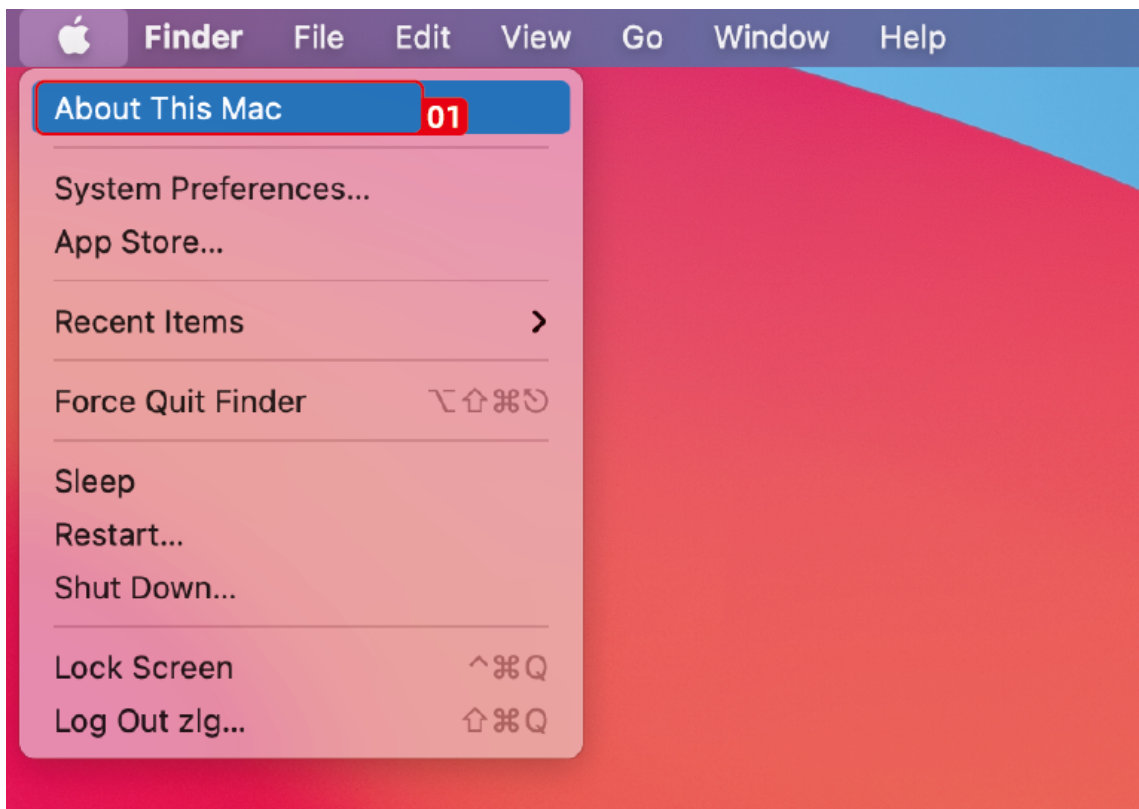 Finder File Edit View Go Window Help
About This Mac 01
System Preferences...
App Store...
Recent Items
Force Quit Finder ⌥⇧⌘⎋
Sleep
Restart...
Shut Down...
Lock Screen ^⌘Q
Log Out zlg... ⇧⌘Q